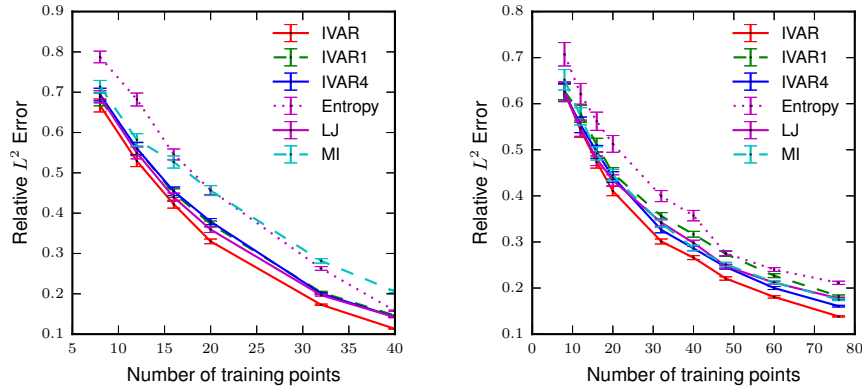 0.9
0.8
0.7
0.6
0.5
0.4
0.3
0.2
0.1
Relative L² Error
5 10 15 20 25 30 35 40
Number of training points
IVAR
IVAR1
IVAR4
Entropy
LJ
MI
0.8
0.7
0.6
0.5
0.4
0.3
0.2
0.1
Relative L² Error
0 10 20 30 40 50 60 70 80
Number of training points
IVAR
IVAR1
IVAR4
Entropy
LJ
MI